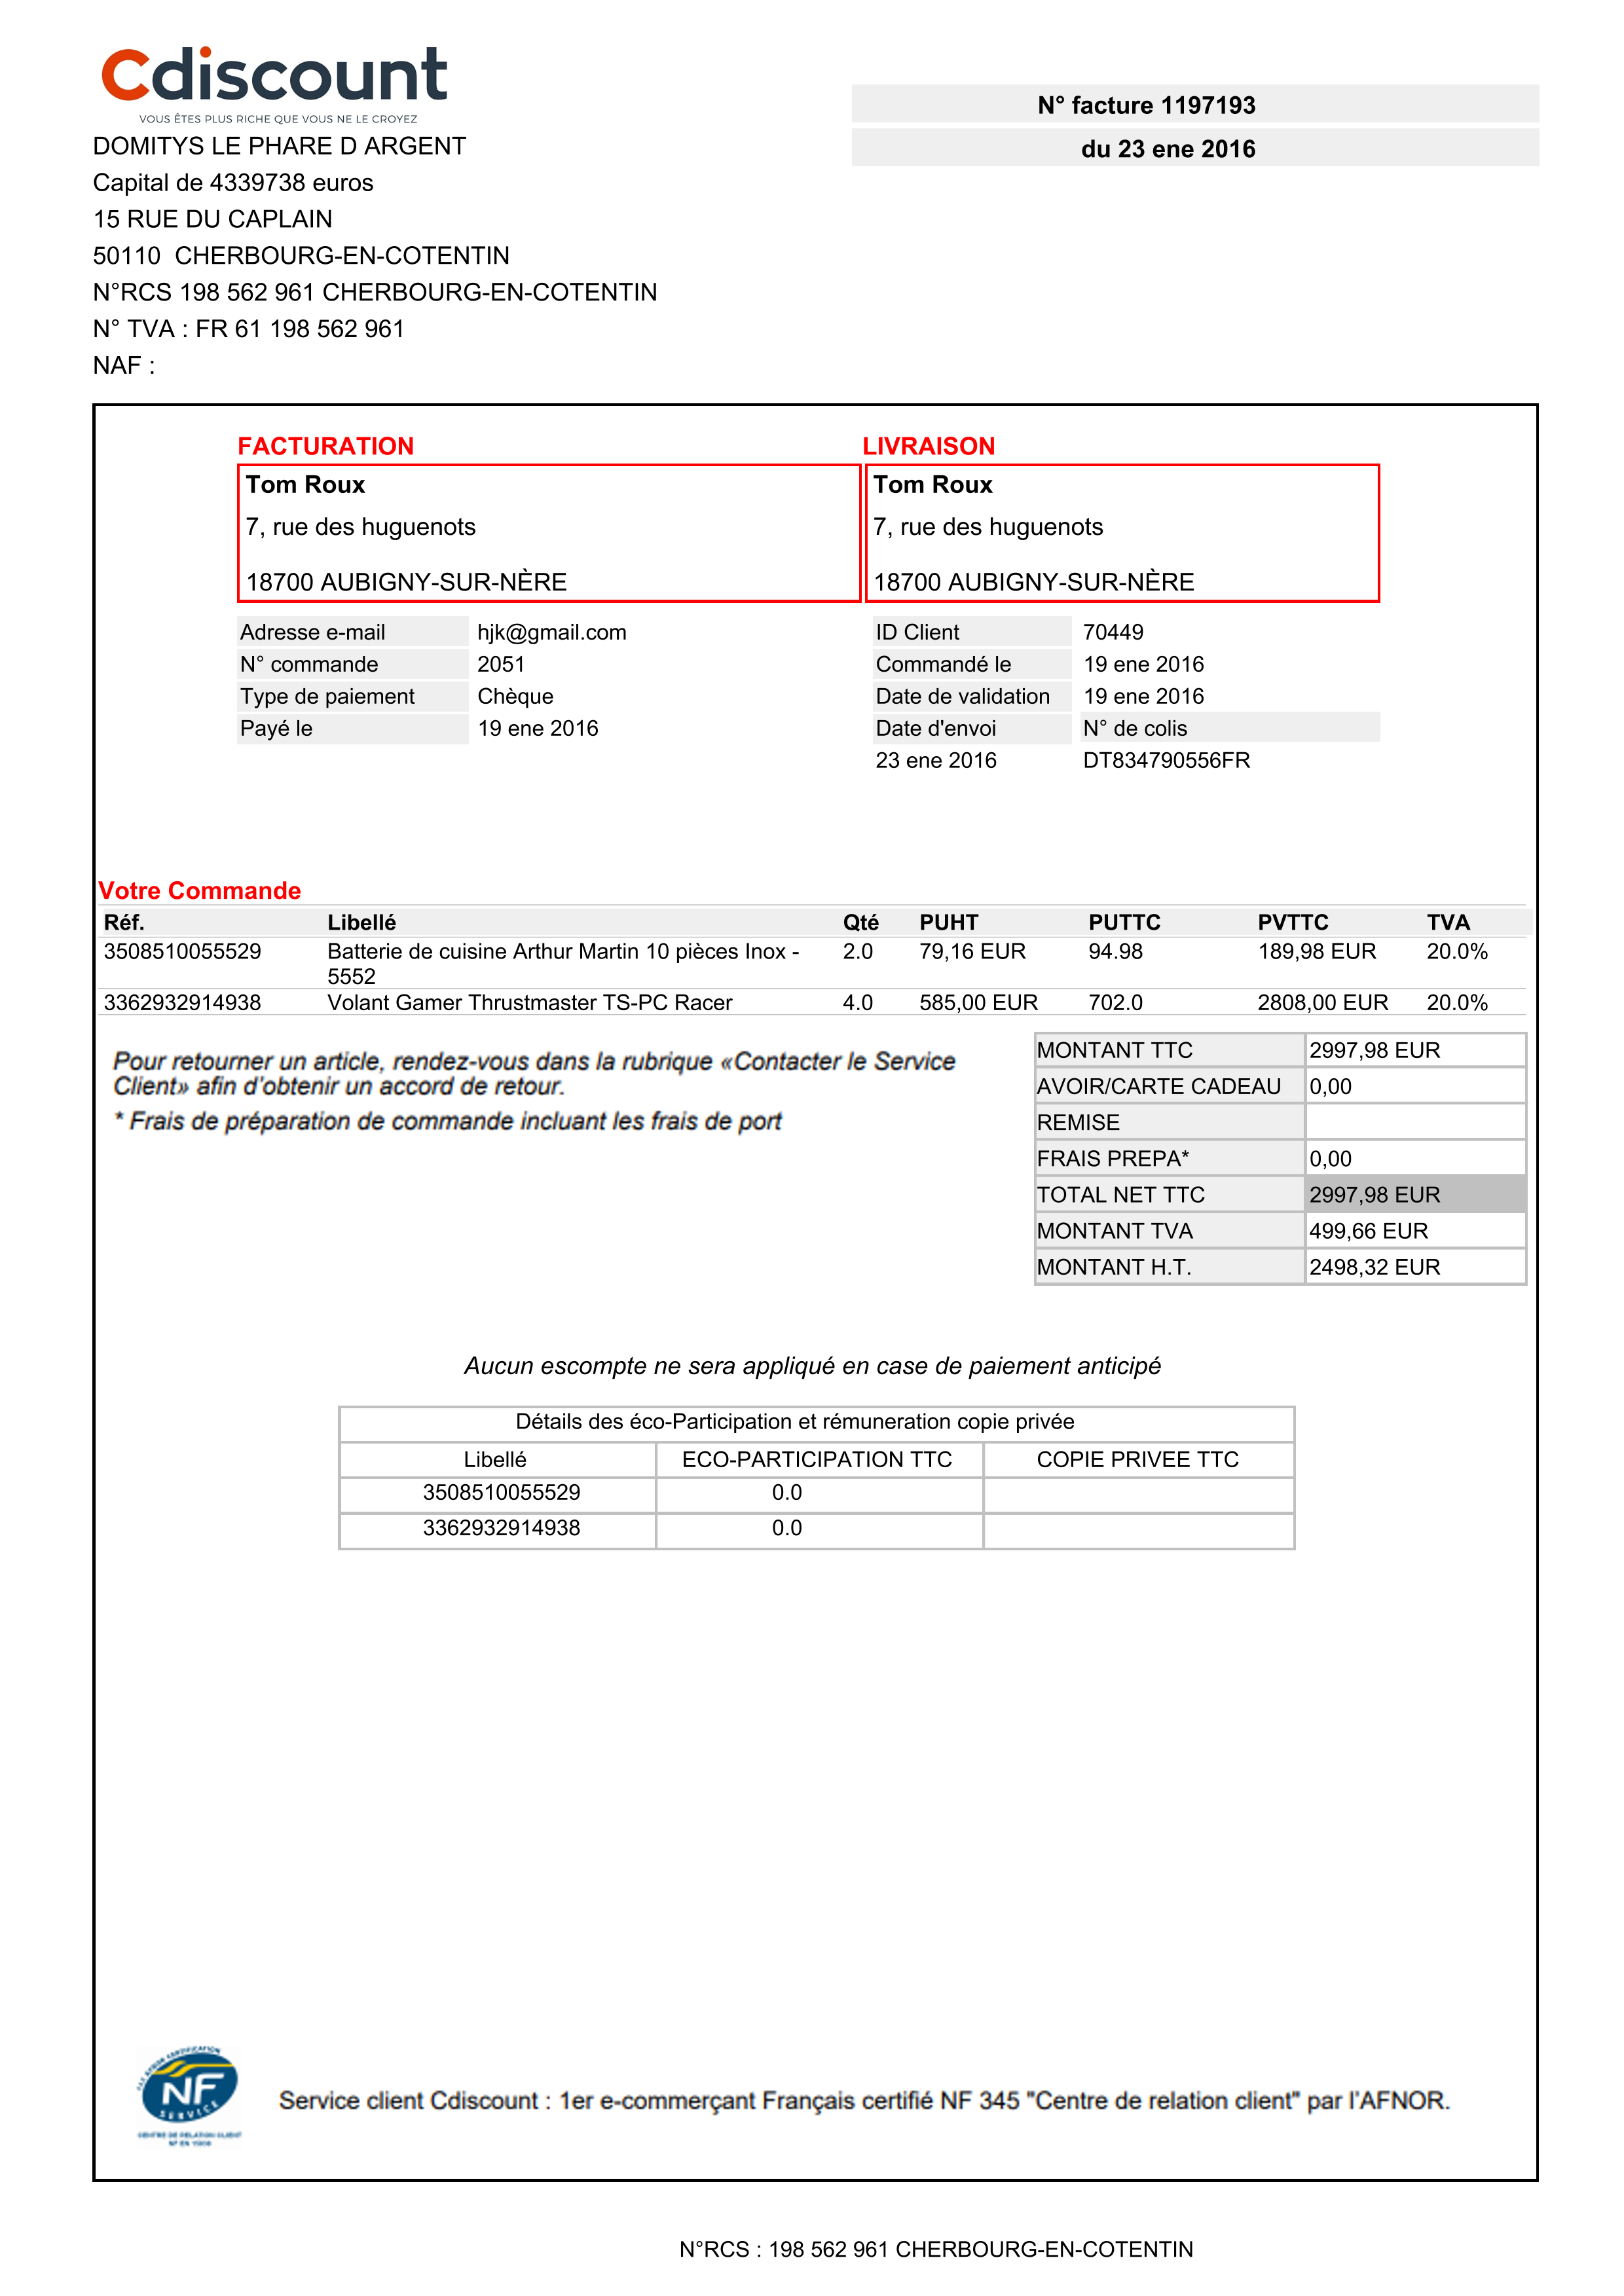 Cdiscount
VOUS ÊTES PLUS RICHE QUE VOUS NE LE CROYEZ
N° facture 1197193
du 23 ene 2016
DOMITYS LE PHARE D ARGENT
Capital de 4339738 euros
15 RUE DU CAPLAIN
50110 CHERBOURG-EN-COTENTIN
N°RCS 198 562 961 CHERBOURG-EN-COTENTIN
N° TVA : FR 61 198 562 961
NAF :
FACTURATION
Tom Roux
7, rue des huguenots
18700 AUBIGNY-SUR-NÈRE
LIVRAISON
Tom Roux
7, rue des huguenots
18700 AUBIGNY-SUR-NÈRE
Adresse e-mail hjk@gmail.com
N° commande 2051
Type de paiement Chèque
Payé le 19 ene 2016
ID Client 70449
Commandé le 19 ene 2016
Date de validation 19 ene 2016
Date d'envoi N° de colis
23 ene 2016 DT834790556FR
Votre Commande
Réf. Libellé Qté PUHT PUTTC PVTTC TVA
3508510055529 Batterie de cuisine Arthur Martin 10 pièces Inox - 2.0 79,16 EUR 94.98 189,98 EUR 20.0%
5552
3362932914938 Volant Gamer Thrustmaster TS-PC Racer 4.0 585,00 EUR 702.0 2808,00 EUR 20.0%
Pour retourner un article, rendez-vous dans la rubrique «Contacter le Service
Client» afin d'obtenir un accord de retour.
* Frais de préparation de commande incluant les frais de port
MONTANT TTC 2997,98 EUR
AVOIR/CARTE CADEAU 0,00
REMISE
FRAIS PREPA* 0,00
TOTAL NET TTC 2997,98 EUR
MONTANT TVA 499,66 EUR
MONTANT H.T. 2498,32 EUR
Aucun escompte ne sera appliqué en case de paiement anticipé
Détails des éco-Participation et rémuneration copie privée
Libellé ECO-PARTICIPATION TTC COPIE PRIVEE TTC
3508510055529 0.0
3362932914938 0.0
NF
SERVICE
CENTRE DE RELATION CLIENT
Service client Cdiscount : 1er e-commerçant Français certifié NF 345 "Centre de relation client" par l'AFNOR.
N°RCS : 198 562 961 CHERBOURG-EN-COTENTIN